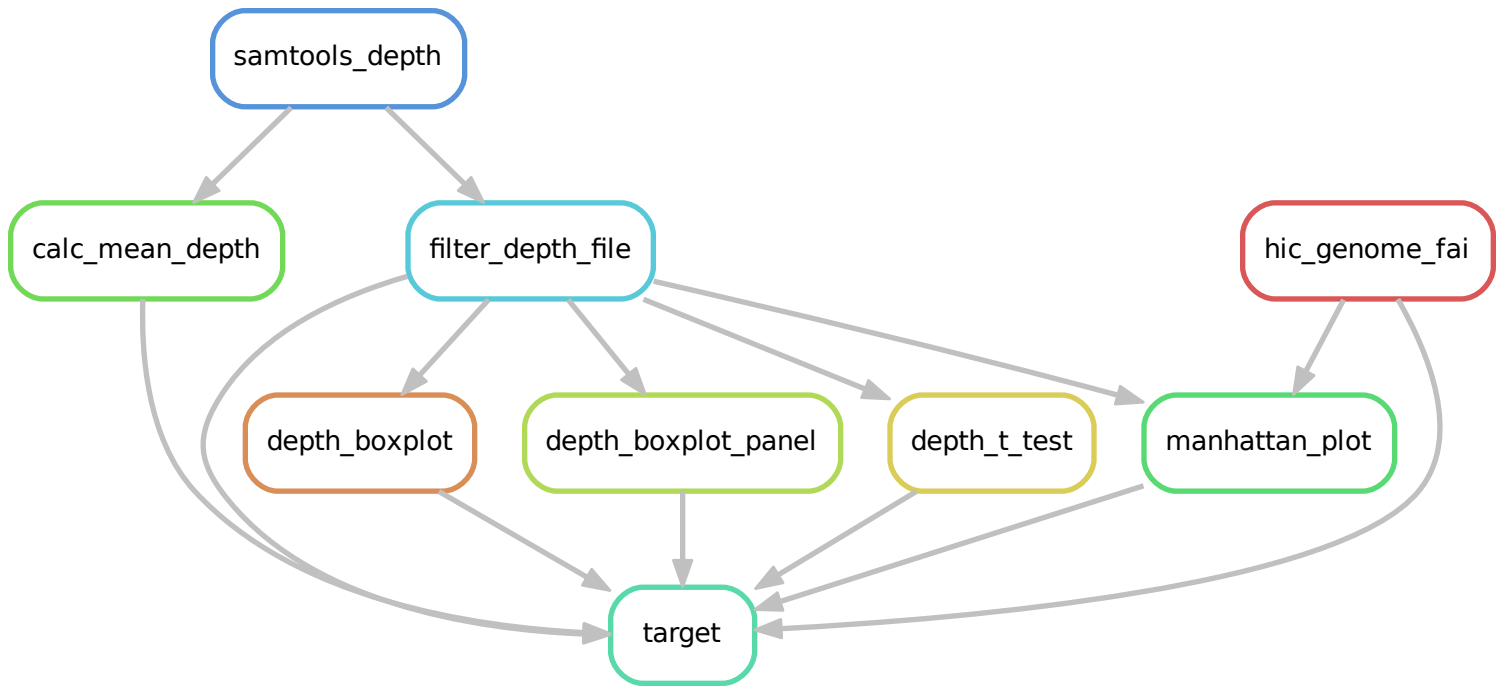 samtools_depth
calc_mean_depth
filter_depth_file
hic_genome_fai
depth_boxplot
depth_boxplot_panel
depth_t_test
manhattan_plot
target